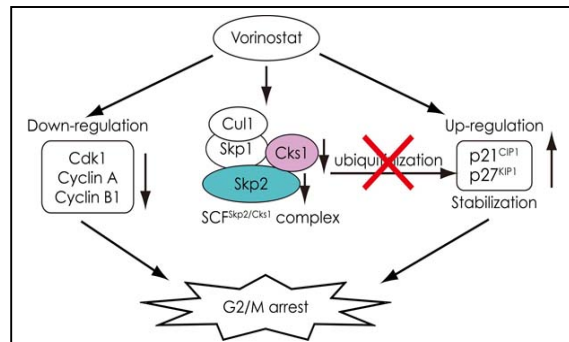 Vorinostat
Down-regulation
Cdk1
Cyclin A
Cyclin B1
Cul1
Skp1
Cks1
Skp2
SCFSkp2/Cks1 complex
ubiquitinization
Up-regulation
p21CIP1
p27KIP1
Stabilization
G2/M arrest